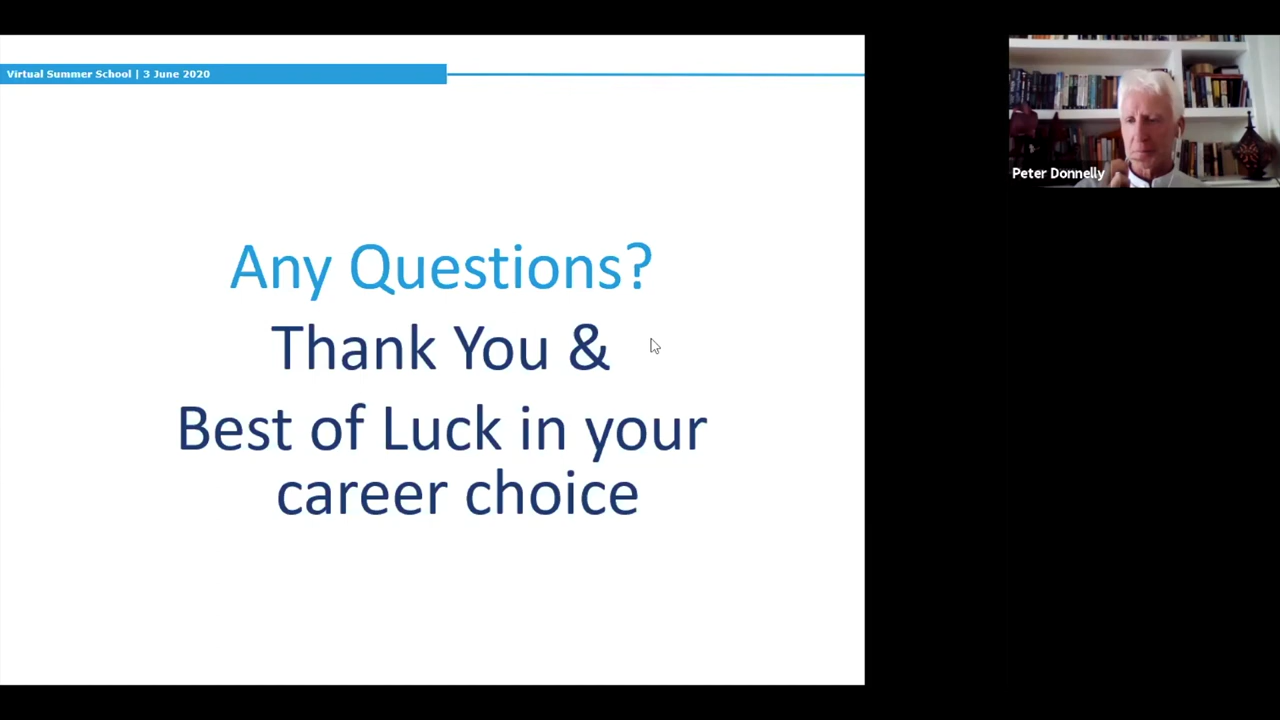 Virtual Summer School | 3 June 2020
Any Questions?
Thank You &
Best of Luck in your
career choice
Peter Donnelly